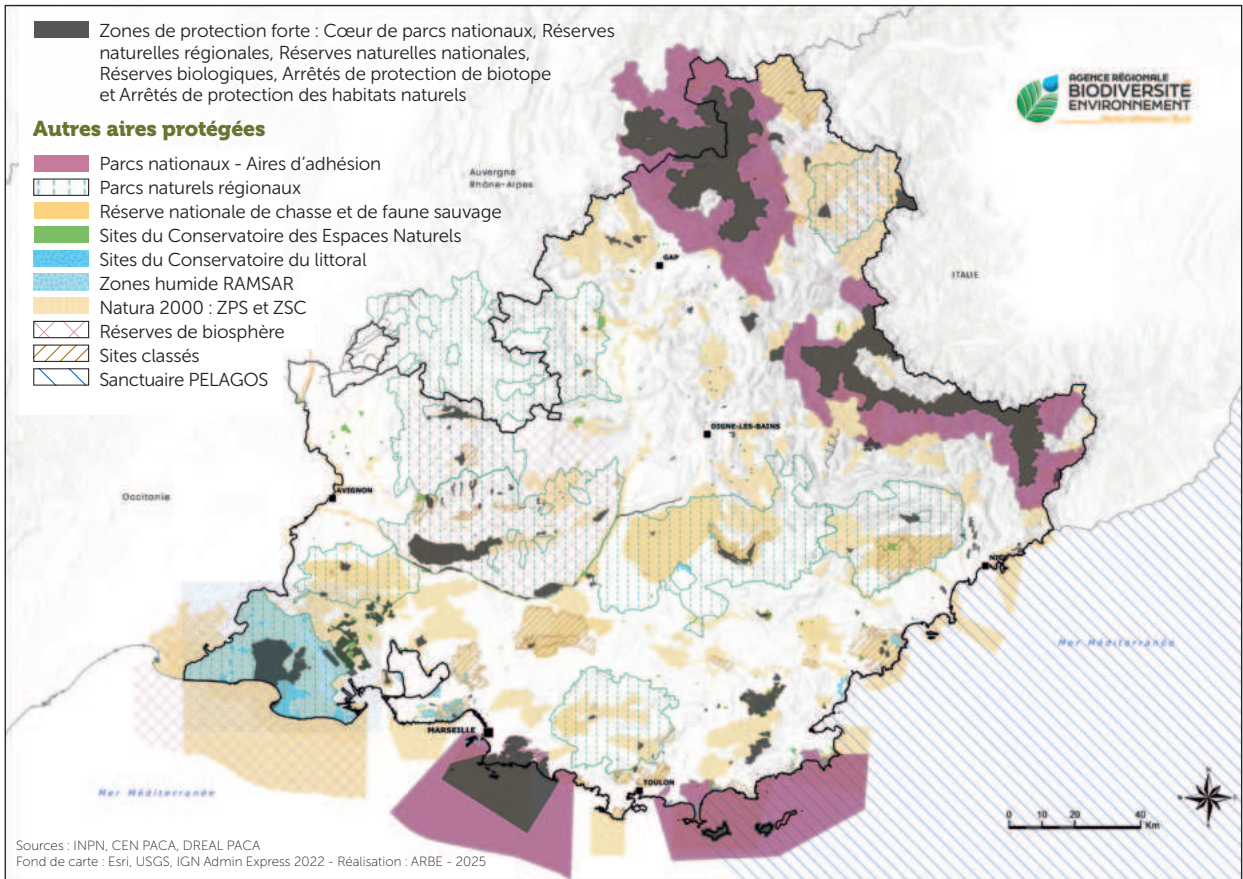 Zones de protection forte : Cœur de parcs nationaux, Réserves
naturelles régionales, Réserves naturelles nationales,
Réserves biologiques, Arrêtés de protection de biotope
et Arrêtés de protection des habitats naturels
Autres aires protégées
Parcs nationaux - Aires d’adhésion
Parcs naturels régionaux
Réserve nationale de chasse et de faune sauvage
Sites du Conservatoire des Espaces Naturels
Sites du Conservatoire du littoral
Zones humide RAMSAR
Natura 2000 : ZPS et ZSC
Réserves de biosphère
Sites classés
Sanctuaire PELAGOS
AGENCE RÉGIONALE
BIODIVERSITÉ
ENVIRONNEMENT
Auvergne
Rhône-Alpes
GAP
ITALIE
DIGNE-LES-BAINS
Occitanie
AVIGNON
Mer Méditerranée
MARSEILLE
TOULON
Mer Méditerranée
0 10 20 40
Km
Sources : INPN, CEN PACA, DREAL PACA
Fond de carte : Esri, USGS, IGN Admin Express 2022 - Réalisation : ARBE - 2025